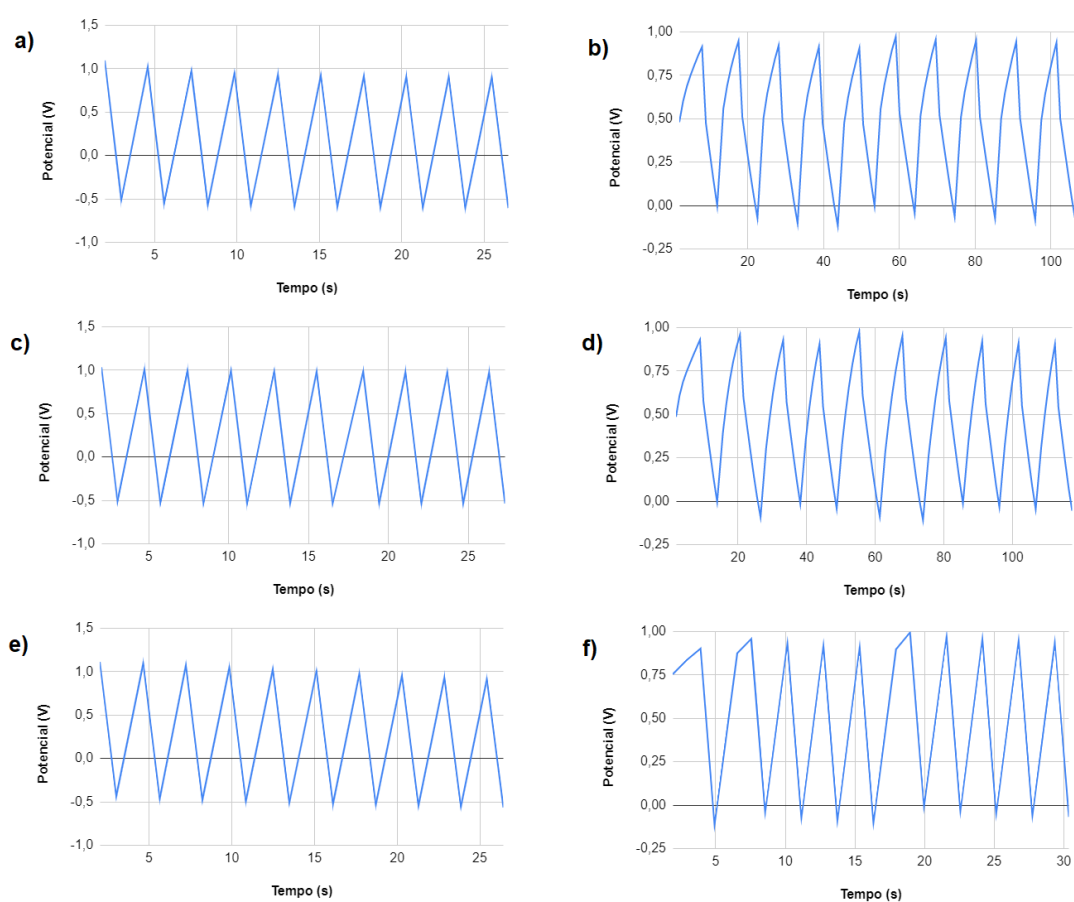 a)
Potencial (V)
1,5
1,0
0,5
0,0
-0,5
-1,0
5 10 15 20 25
Tempo (s)
b)
Potencial (V)
1,00
0,75
0,50
0,25
0,00
-0,25
20 40 60 80 100
Tempo (s)
c)
Potencial (V)
1,5
1,0
0,5
0,0
-0,5
-1,0
5 10 15 20 25
Tempo (s)
d)
Potencial (V)
1,00
0,75
0,50
0,25
0,00
-0,25
20 40 60 80 100
Tempo (s)
e)
Potencial (V)
1,5
1,0
0,5
0,0
-0,5
-1,0
5 10 15 20 25
Tempo (s)
f)
Potencial (V)
1,00
0,75
0,50
0,25
0,00
-0,25
5 10 15 20 25 30
Tempo (s)